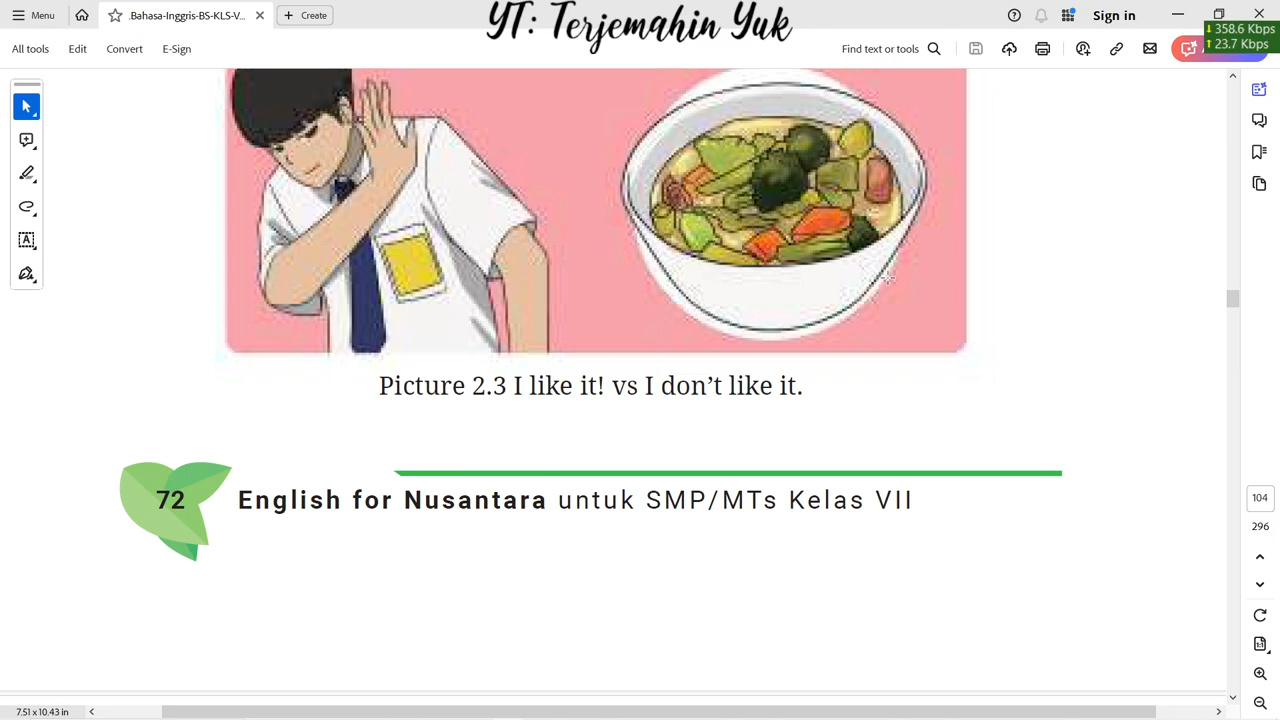 Menu
.Bahasa-Inggris-BS-KLS-V...
Create
YT: Terjemahin Yuk
Sign in
358.6 Kbps
23.7 Kbps
All tools
Edit
Convert
E-Sign
Find text or tools
Picture 2.3 I like it! vs I don’t like it.
72
English for Nusantara untuk SMP/MTs Kelas VII
104
296
7.51 x 10.43 in